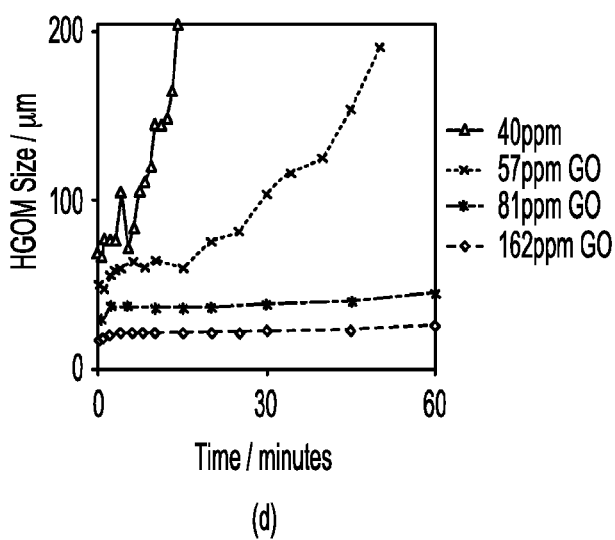 200
100
0
HGOM Size / μm
0 30 60
Time / minutes
40ppm
57ppm GO
81ppm GO
162ppm GO
(d)